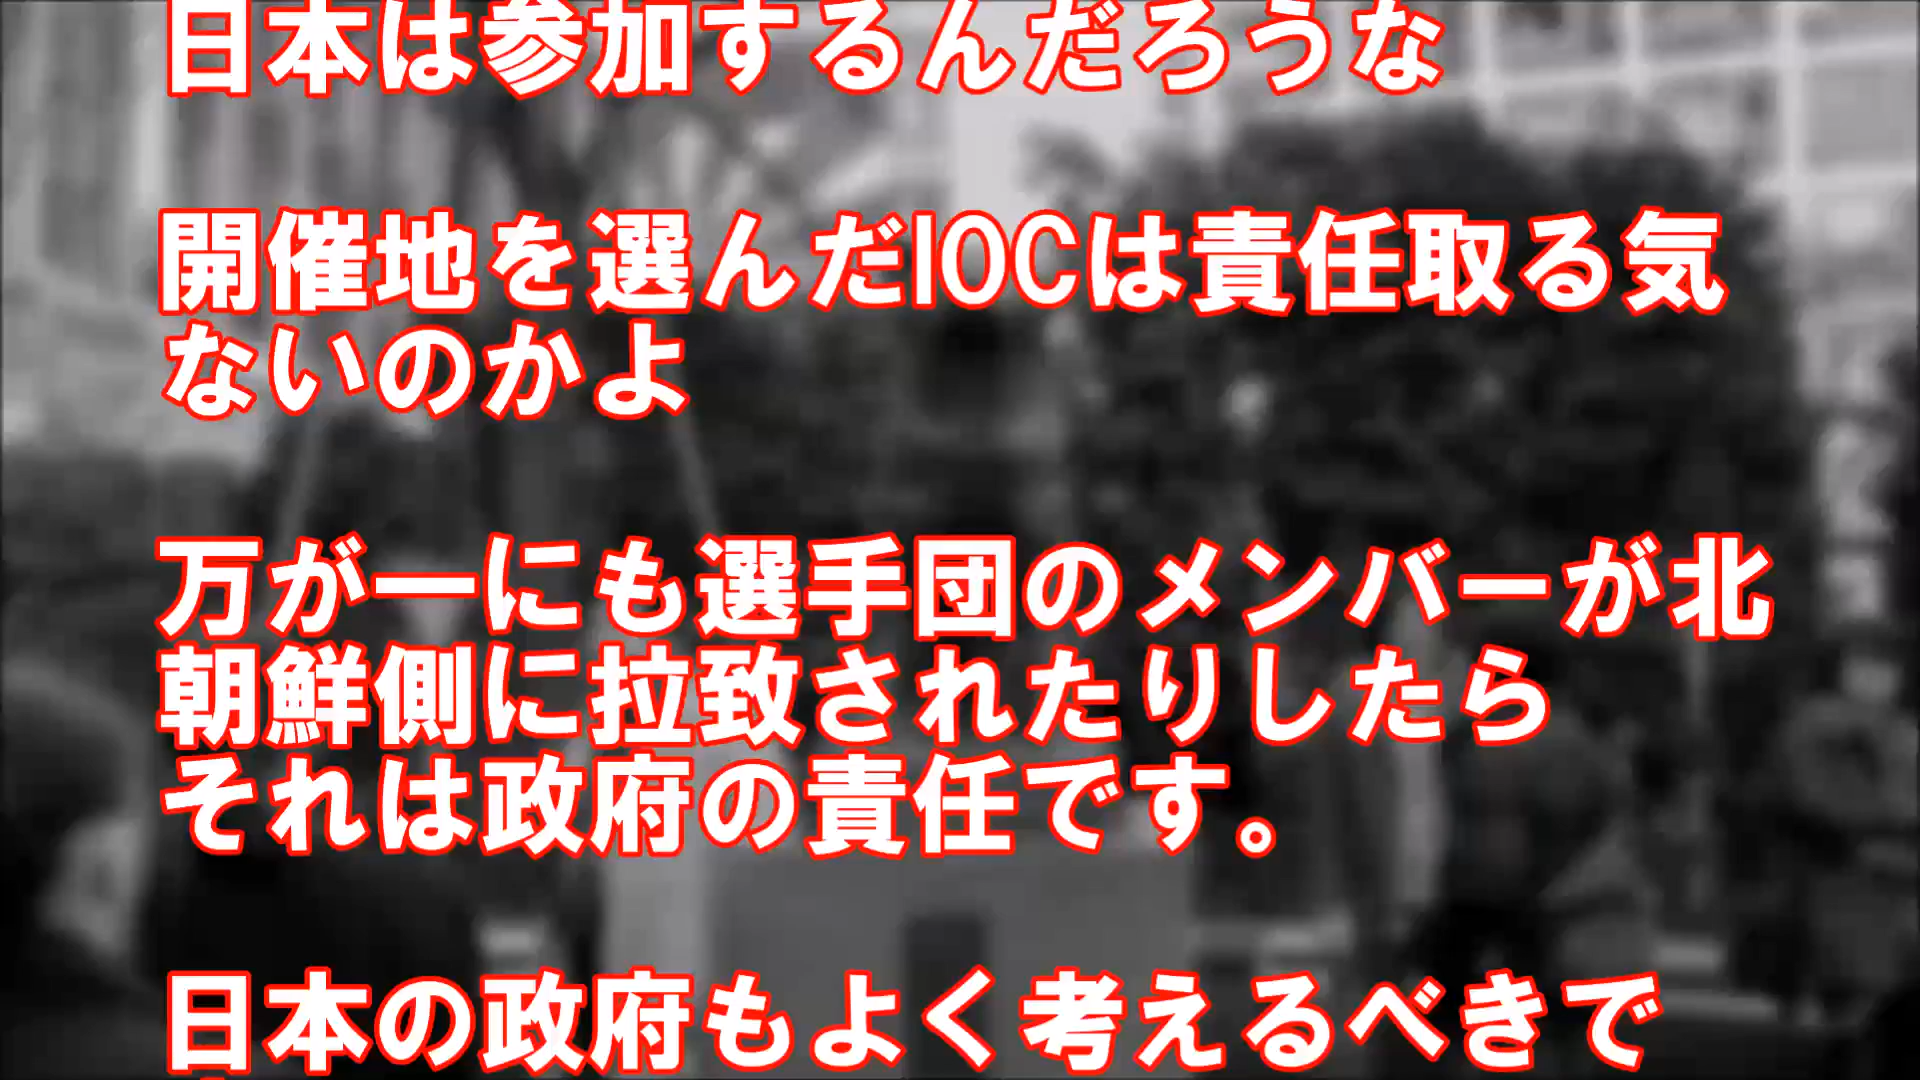 日本は参加するんだろうな
開催地を選んだIOCは責任取る気
ないのかよ
万が一にも選手団のメンバーが北
朝鮮側に拉致されたりしたら
それは政府の責任です。
日本の政府もよく考えるべきで